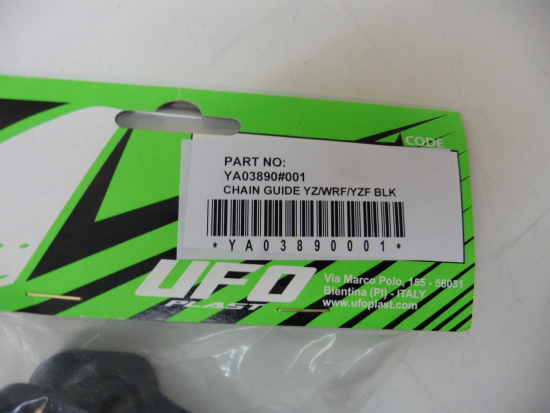 CODE
PART NO:
YA03890#001
CHAIN GUIDE YZ/WRF/YZF BLK
*YA03890001*
UFO
PLAST
Via Marco Polo, 155 - 56031
Bientina (PI) - ITALY
www.ufoplast.com